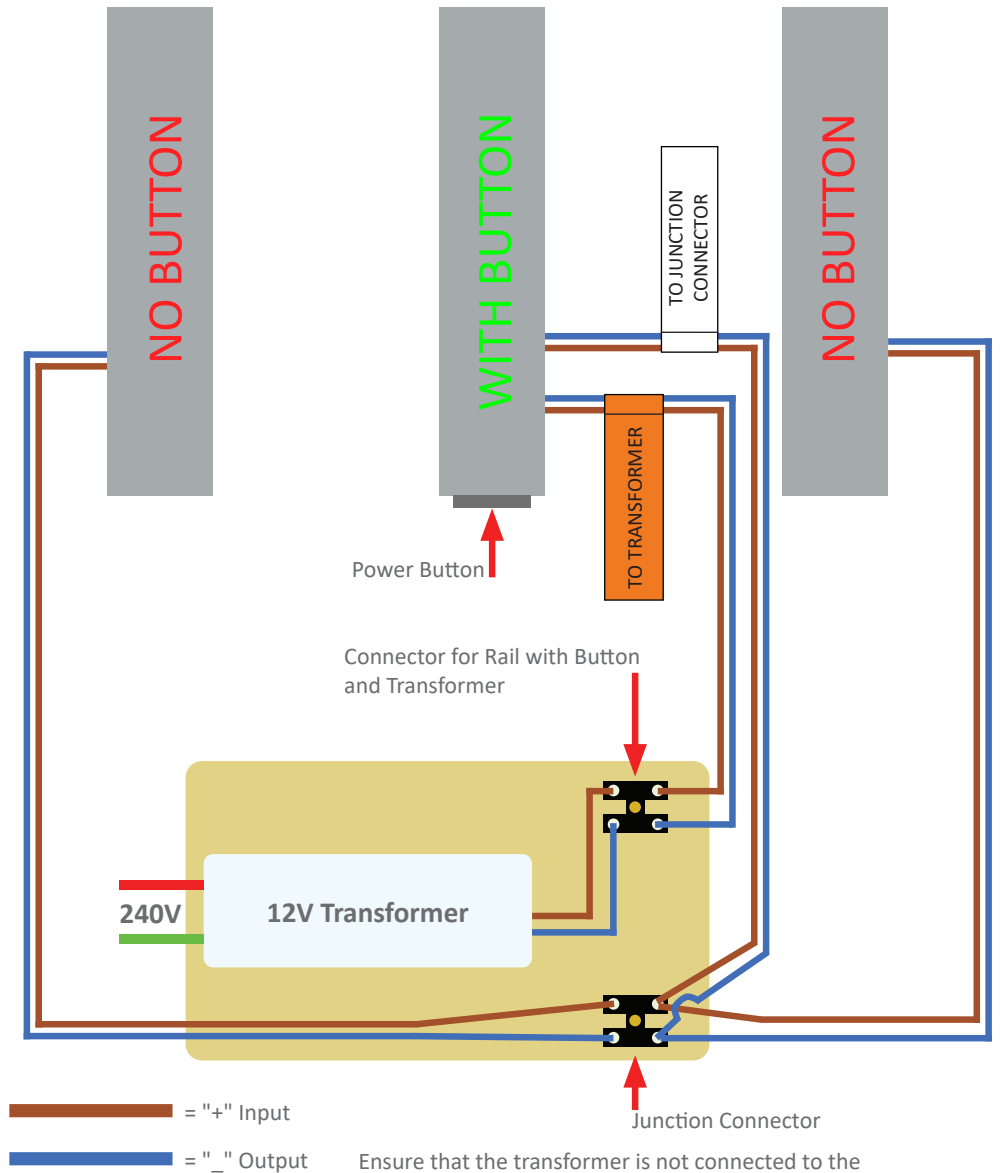 NO BUTTON
WITH BUTTON
NO BUTTON
TO JUNCTION
CONNECTOR
TO TRANSFORMER
Power Button
Connector for Rail with Button
and Transformer
240V
12V Transformer
Junction Connector
= "+" Input
= "_" Output
Ensure that the transformer is not connected to the